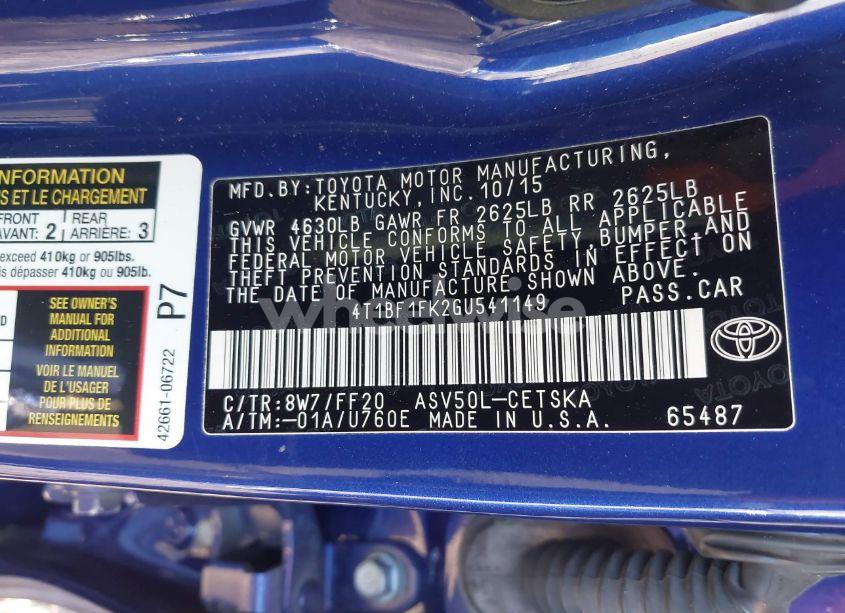 INFORMATION
S ET LE CHARGEMENT
FRONT
AVANT: 2
REAR
ARRIÈRE: 3
exceed 410kg or 905lbs.
s dépasser 410kg ou 905lb.
SEE OWNER'S
MANUAL FOR
ADDITIONAL
INFORMATION
VOIR LE MANUEL
DE L'USAGER
POUR PLUS DE
RENSEIGNEMENTS
P7
42661-06722
MFD.BY:TOYOTA MOTOR MANUFACTURING,
KENTUCKY,INC.10/15
GVWR 4630LB GAWR FR 2625LB RR 2625LB
THIS VEHICLE CONFORMS TO ALL APPLICABLE
FEDERAL MOTOR VEHICLE SAFETY,BUMPER,AND
THEFT PREVENTION STANDARDS IN EFFECT ON
THE DATE OF MANUFACTURE SHOWN ABOVE.
4T1BF1FK2GU541149 PASS.CAR
C/TR:8W7/FF20 ASV50L-CETSKA
A/TM:-01A/U760E MADE IN U.S.A. 65487
wheelwise